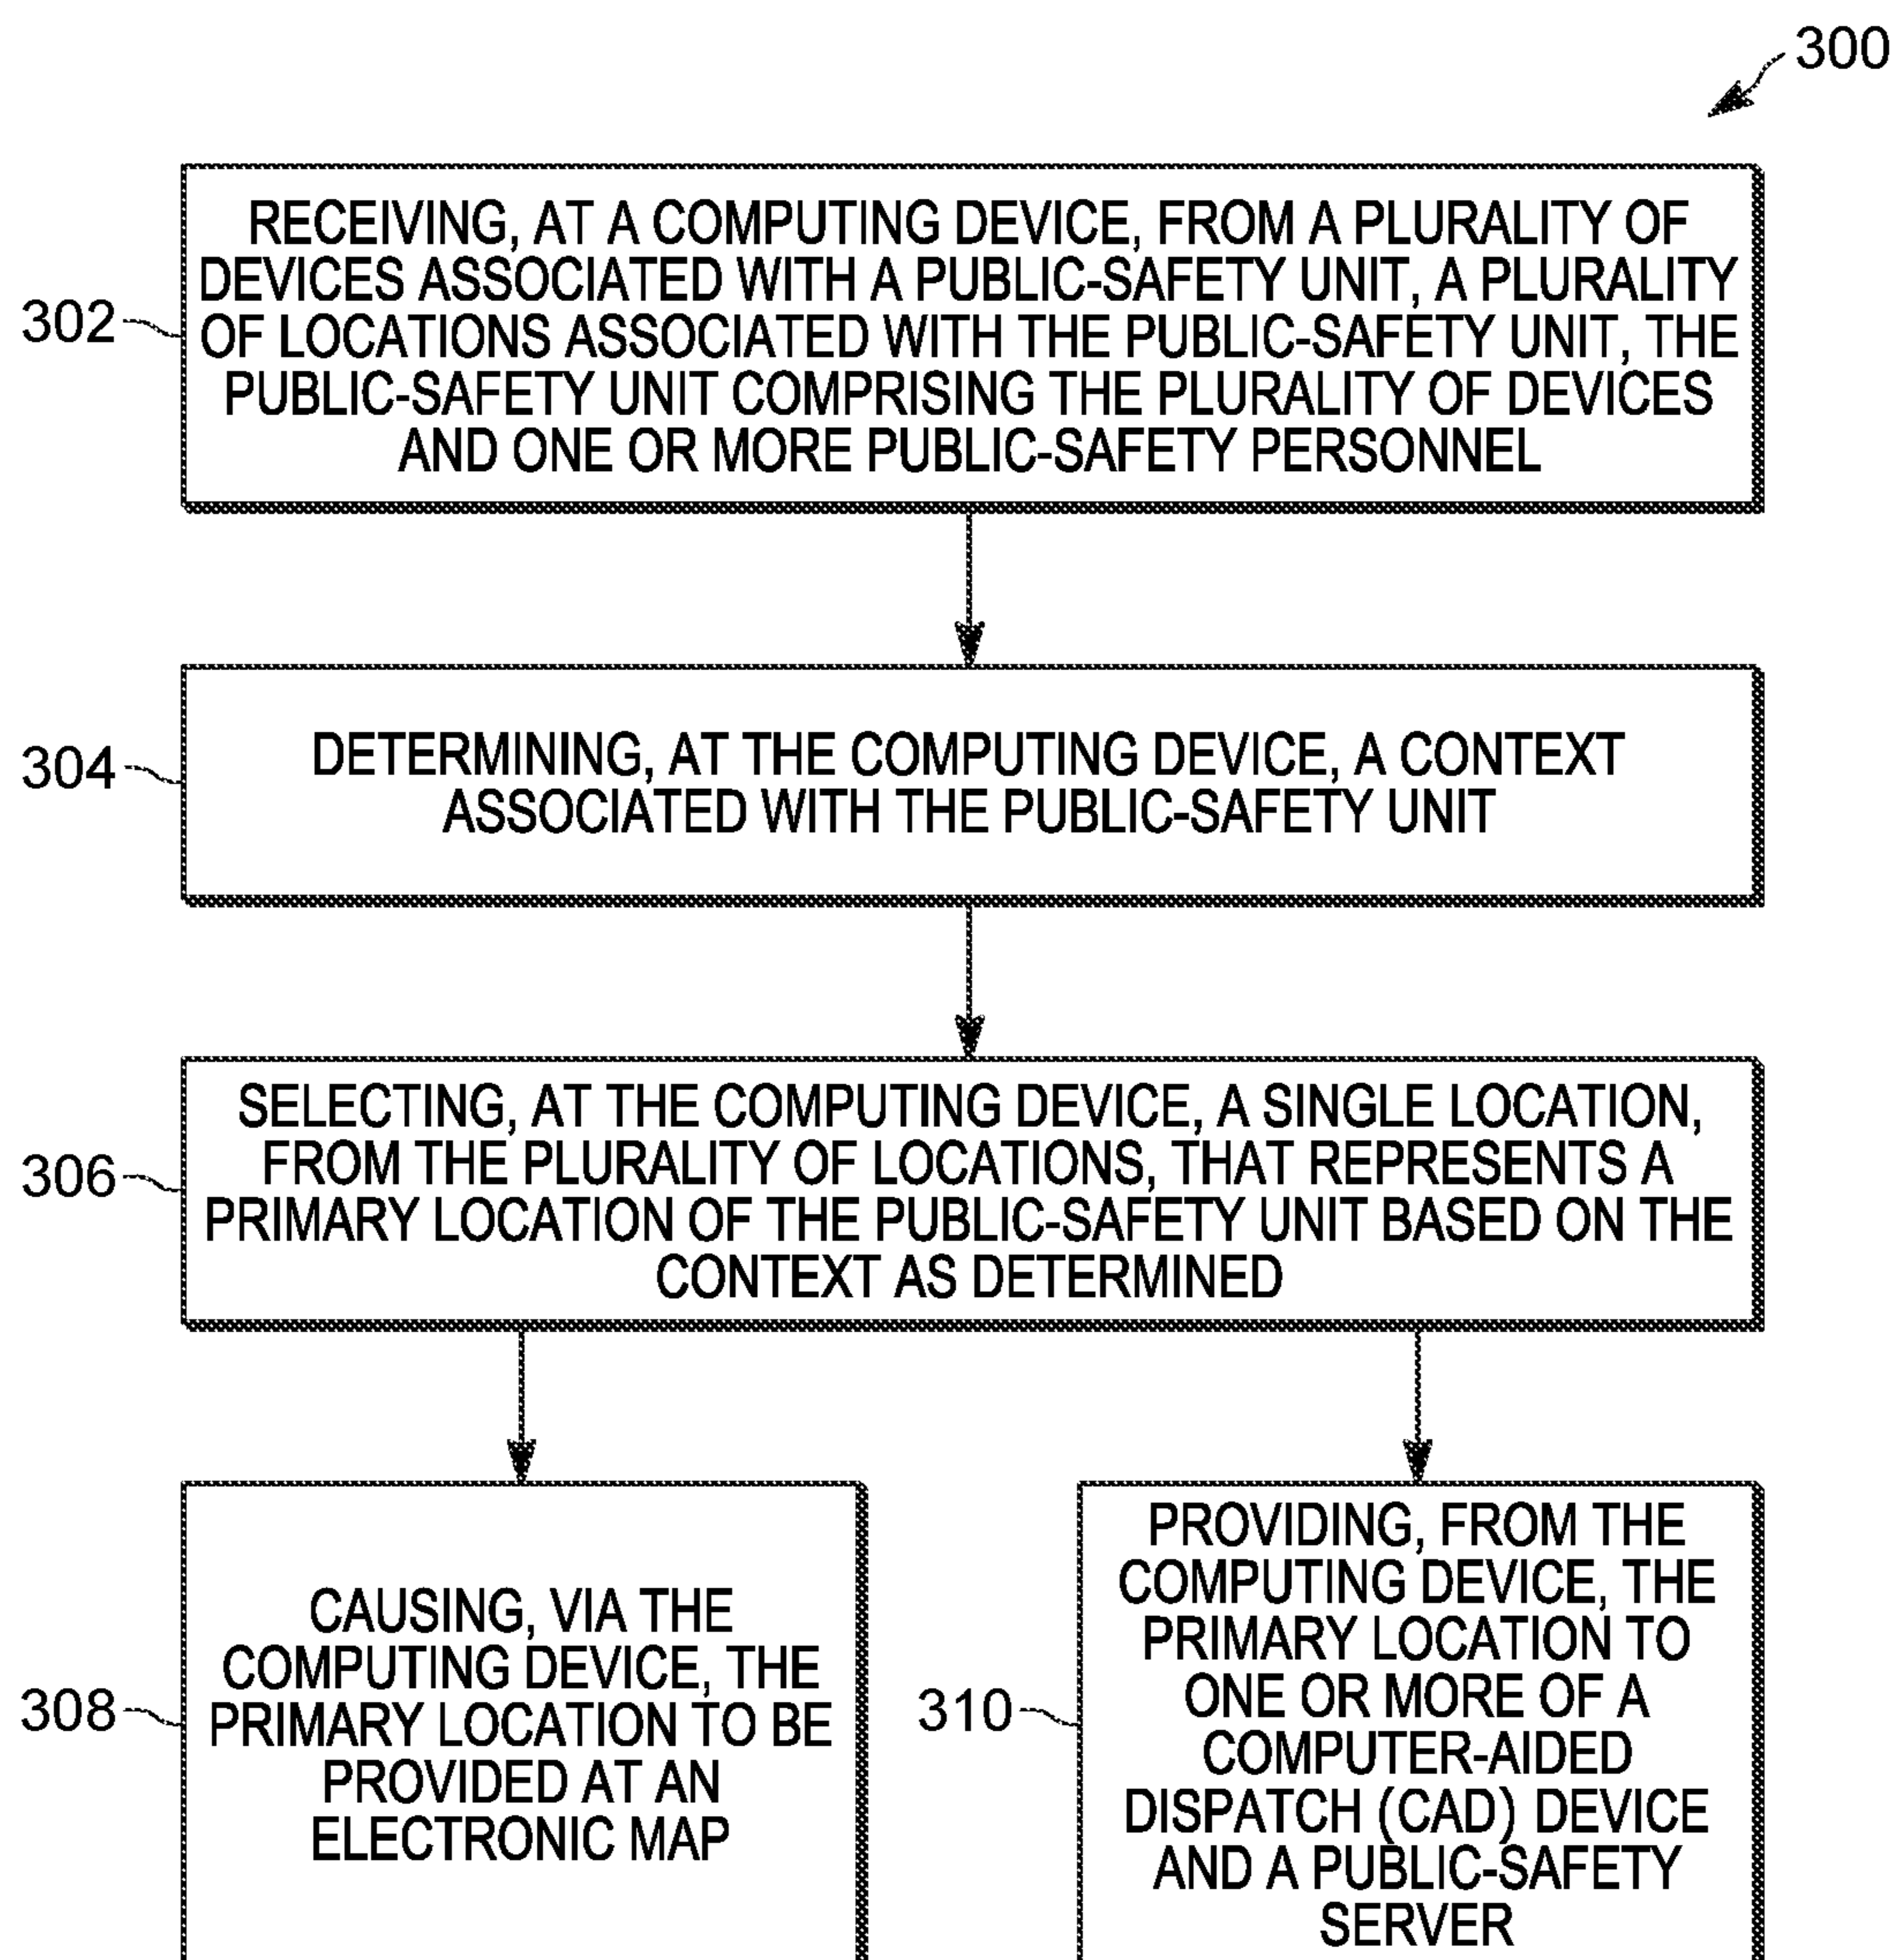 300
302
RECEIVING, AT A COMPUTING DEVICE, FROM A PLURALITY OF
DEVICES ASSOCIATED WITH A PUBLIC-SAFETY UNIT, A PLURALITY
OF LOCATIONS ASSOCIATED WITH THE PUBLIC-SAFETY UNIT, THE
PUBLIC-SAFETY UNIT COMPRISING THE PLURALITY OF DEVICES
AND ONE OR MORE PUBLIC-SAFETY PERSONNEL
304
DETERMINING, AT THE COMPUTING DEVICE, A CONTEXT
ASSOCIATED WITH THE PUBLIC-SAFETY UNIT
306
SELECTING, AT THE COMPUTING DEVICE, A SINGLE LOCATION,
FROM THE PLURALITY OF LOCATIONS, THAT REPRESENTS A
PRIMARY LOCATION OF THE PUBLIC-SAFETY UNIT BASED ON THE
CONTEXT AS DETERMINED
308
CAUSING, VIA THE
COMPUTING DEVICE, THE
PRIMARY LOCATION TO BE
PROVIDED AT AN
ELECTRONIC MAP
310
PROVIDING, FROM THE
COMPUTING DEVICE, THE
PRIMARY LOCATION TO
ONE OR MORE OF A
COMPUTER-AIDED
DISPATCH (CAD) DEVICE
AND A PUBLIC-SAFETY
SERVER